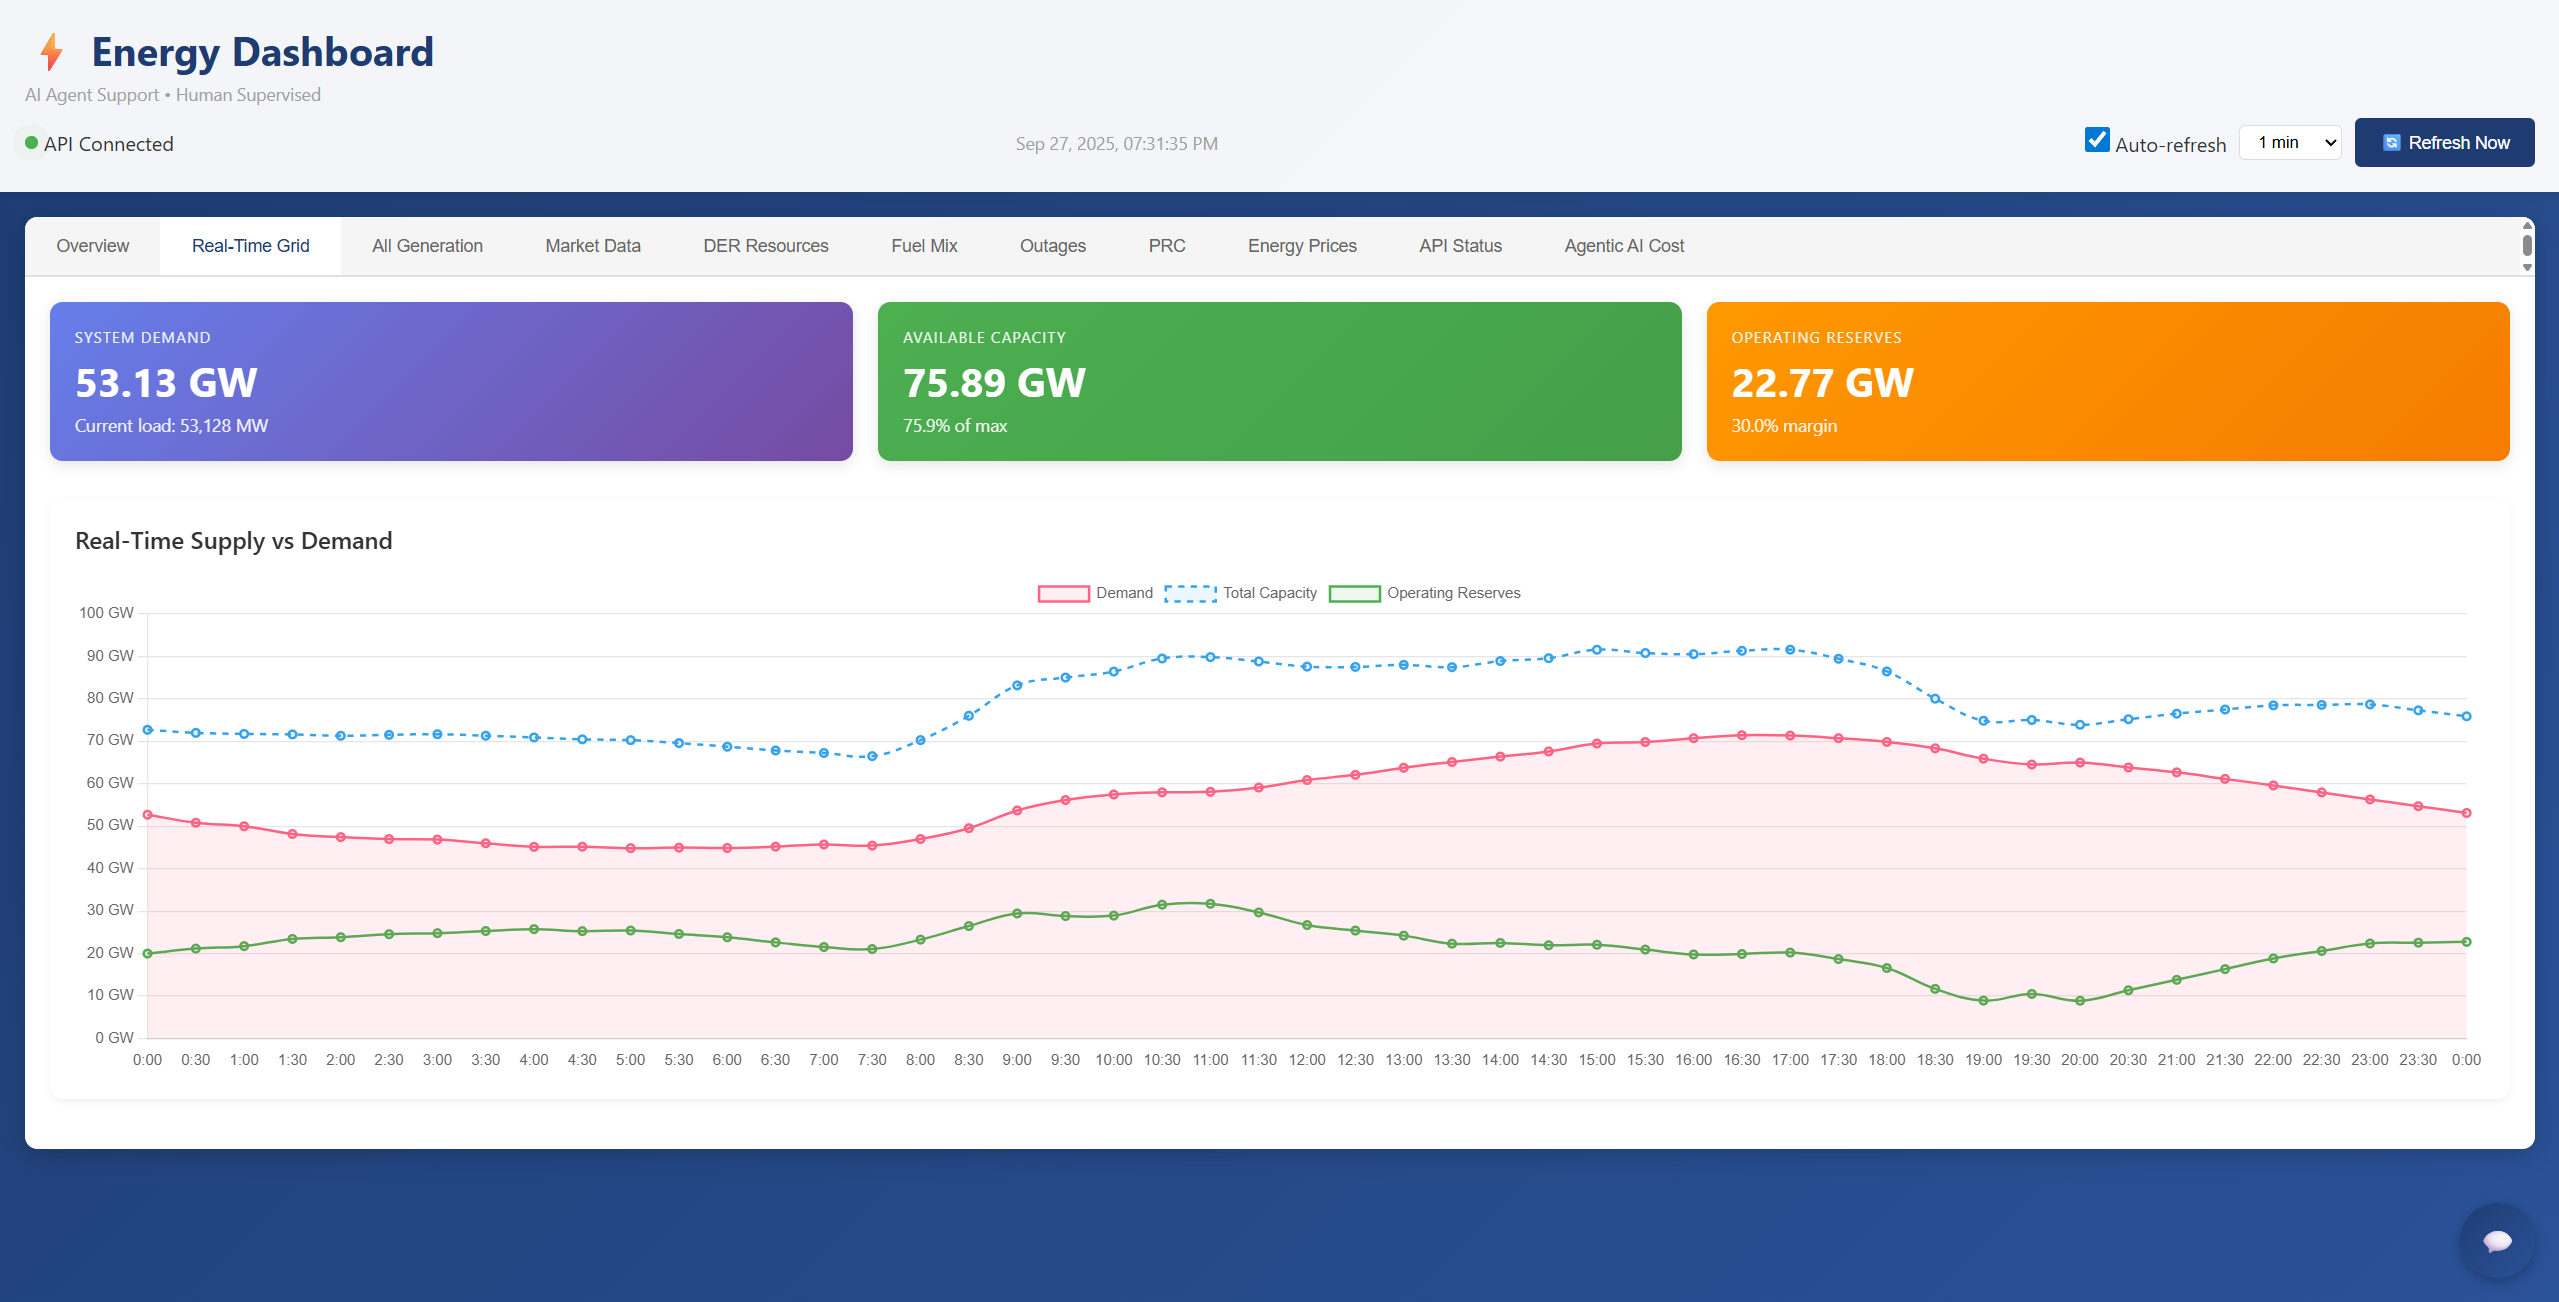 Energy Dashboard
AI Agent Support • Human Supervised
API Connected
Sep 27, 2025, 07:31:35 PM
Auto-refresh
1 min
Refresh Now
Overview
Real-Time Grid
All Generation
Market Data
DER Resources
Fuel Mix
Outages
PRC
Energy Prices
API Status
Agentic AI Cost
SYSTEM DEMAND
53.13 GW
Current load: 53,128 MW
AVAILABLE CAPACITY
75.89 GW
75.9% of max
OPERATING RESERVES
22.77 GW
30.0% margin
Real-Time Supply vs Demand
Demand
Total Capacity
Operating Reserves
100 GW
90 GW
80 GW
70 GW
60 GW
50 GW
40 GW
30 GW
20 GW
10 GW
0 GW
0:00 0:30 1:00 1:30 2:00 2:30 3:00 3:30 4:00 4:30 5:00 5:30 6:00 6:30 7:00 7:30 8:00 8:30 9:00 9:30 10:00 10:30 11:00 11:30 12:00 12:30 13:00 13:30 14:00 14:30 15:00 15:30 16:00 16:30 17:00 17:30 18:00 18:30 19:00 19:30 20:00 20:30 21:00 21:30 22:00 22:30 23:00 23:30 0:00